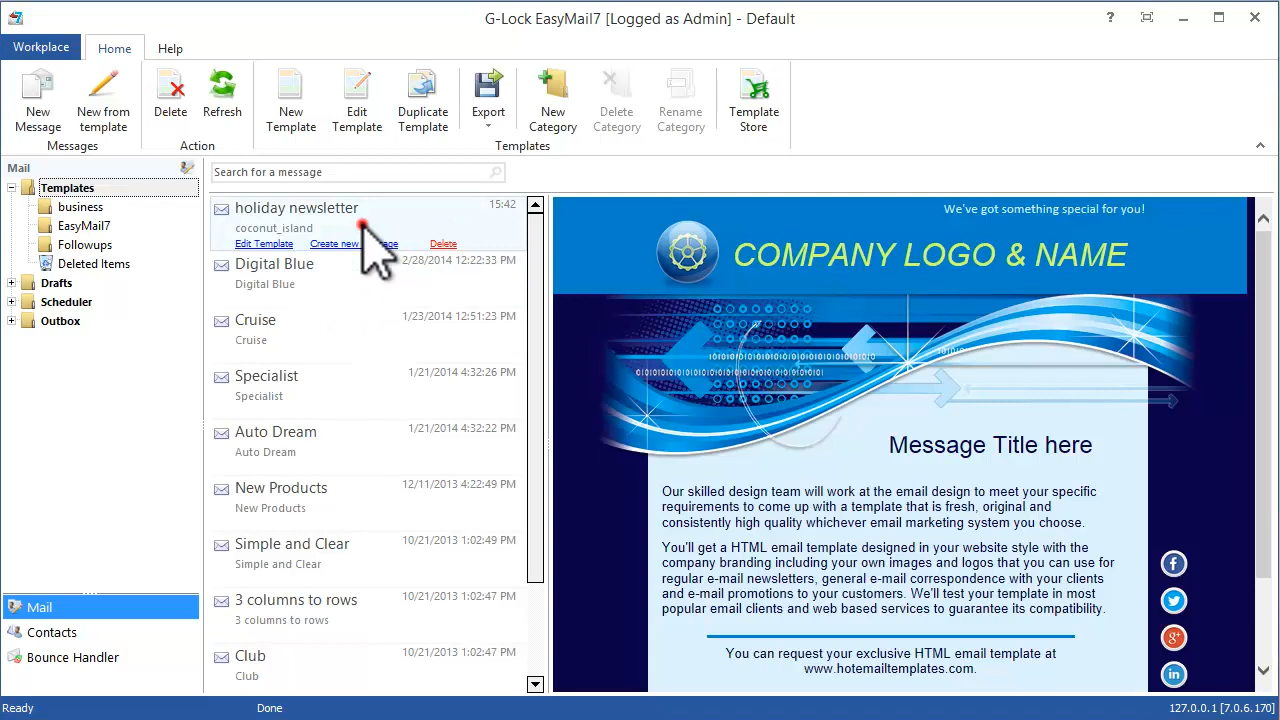 G-Lock EasyMail7 [Logged as Admin] - Default
?
Workplace
Home
Help
New Message
New from template
Messages
Delete
Refresh
Action
New Template
Edit Template
Duplicate Template
Export
New Category
Delete Category
Rename Category
Template Store
Templates
Mail
Templates
business
EasyMail7
Followups
Deleted Items
Drafts
Scheduler
Outbox
Mail
Contacts
Bounce Handler
Search for a message
holiday newsletter 15:42
coconut_island
Edit Template Create new Delete
Digital Blue 2/28/2014 12:22:33 PM
Digital Blue
Cruise 1/23/2014 12:51:23 PM
Cruise
Specialist 1/21/2014 4:32:26 PM
Specialist
Auto Dream 1/21/2014 4:32:22 PM
Auto Dream
New Products 12/11/2013 4:22:49 PM
New Products
Simple and Clear 10/21/2013 1:02:49 PM
Simple and Clear
3 columns to rows 10/21/2013 1:02:47 PM
3 columns to rows
Club 10/21/2013 1:02:47 PM
Club
We've got something special for you!
COMPANY LOGO & NAME
Message Title here
Our skilled design team will work at the email design to meet your specific
requirements to come up with a template that is fresh, original and
consistently high quality whichever email marketing system you choose.
You'll get a HTML email template designed in your website style with the
company branding including your own images and logos that you can use for
regular e-mail newsletters, general e-mail correspondence with your clients
and e-mail promotions to your customers. We'll test your template in most
popular email clients and web based services to guarantee its compatibility.
You can request your exclusive HTML email template at
www.hotemailtemplates.com.
Ready
Done
127.0.0.1 [7.0.6.170]